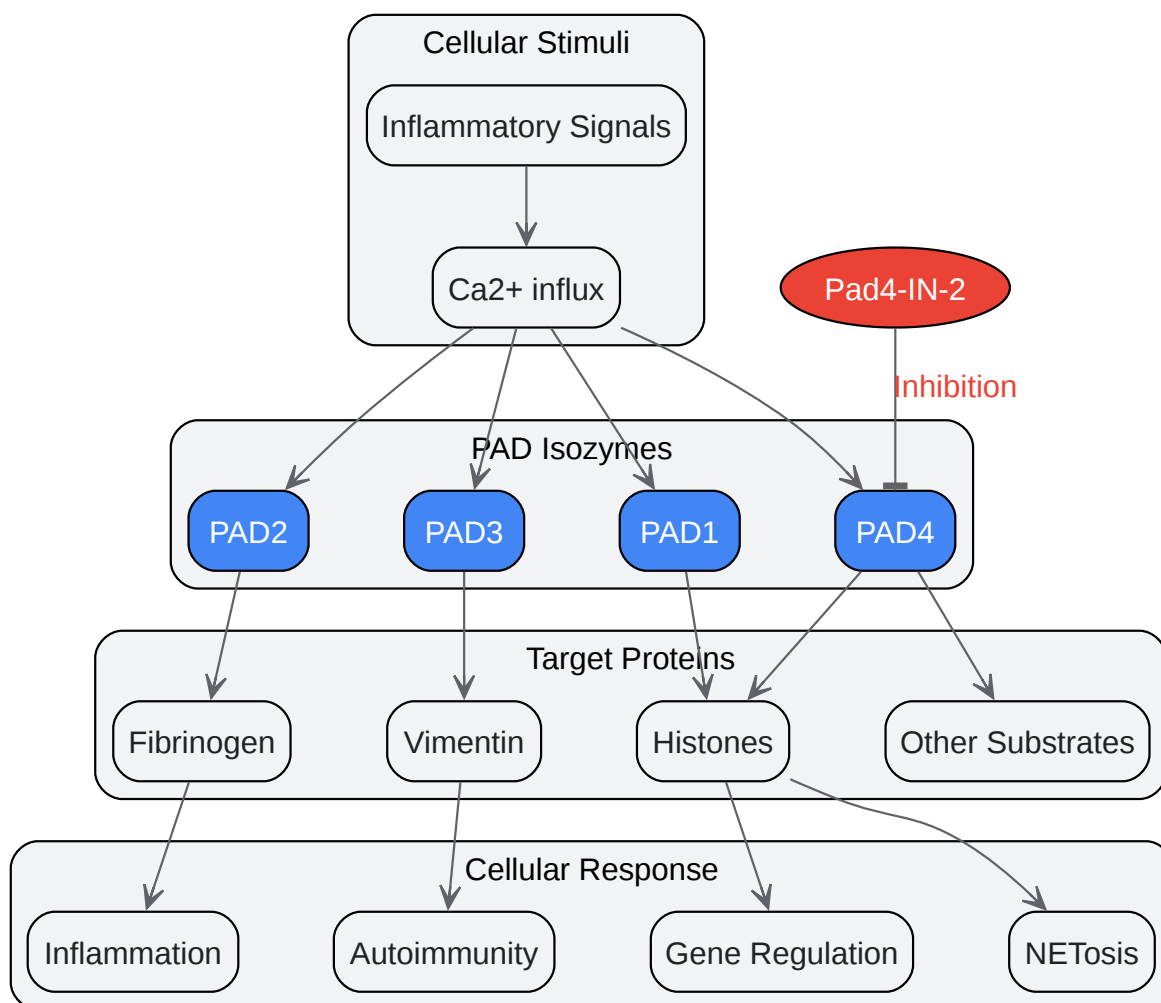 Cellular Stimuli
Inflammatory Signals
Ca2+ influx
Pad4-IN-2
Inhibition
PAD Isozymes
PAD2
PAD3
PAD1
PAD4
Target Proteins
Fibrinogen
Vimentin
Histones
Other Substrates
Cellular Response
Inflammation
Autoimmunity
Gene Regulation
NETosis